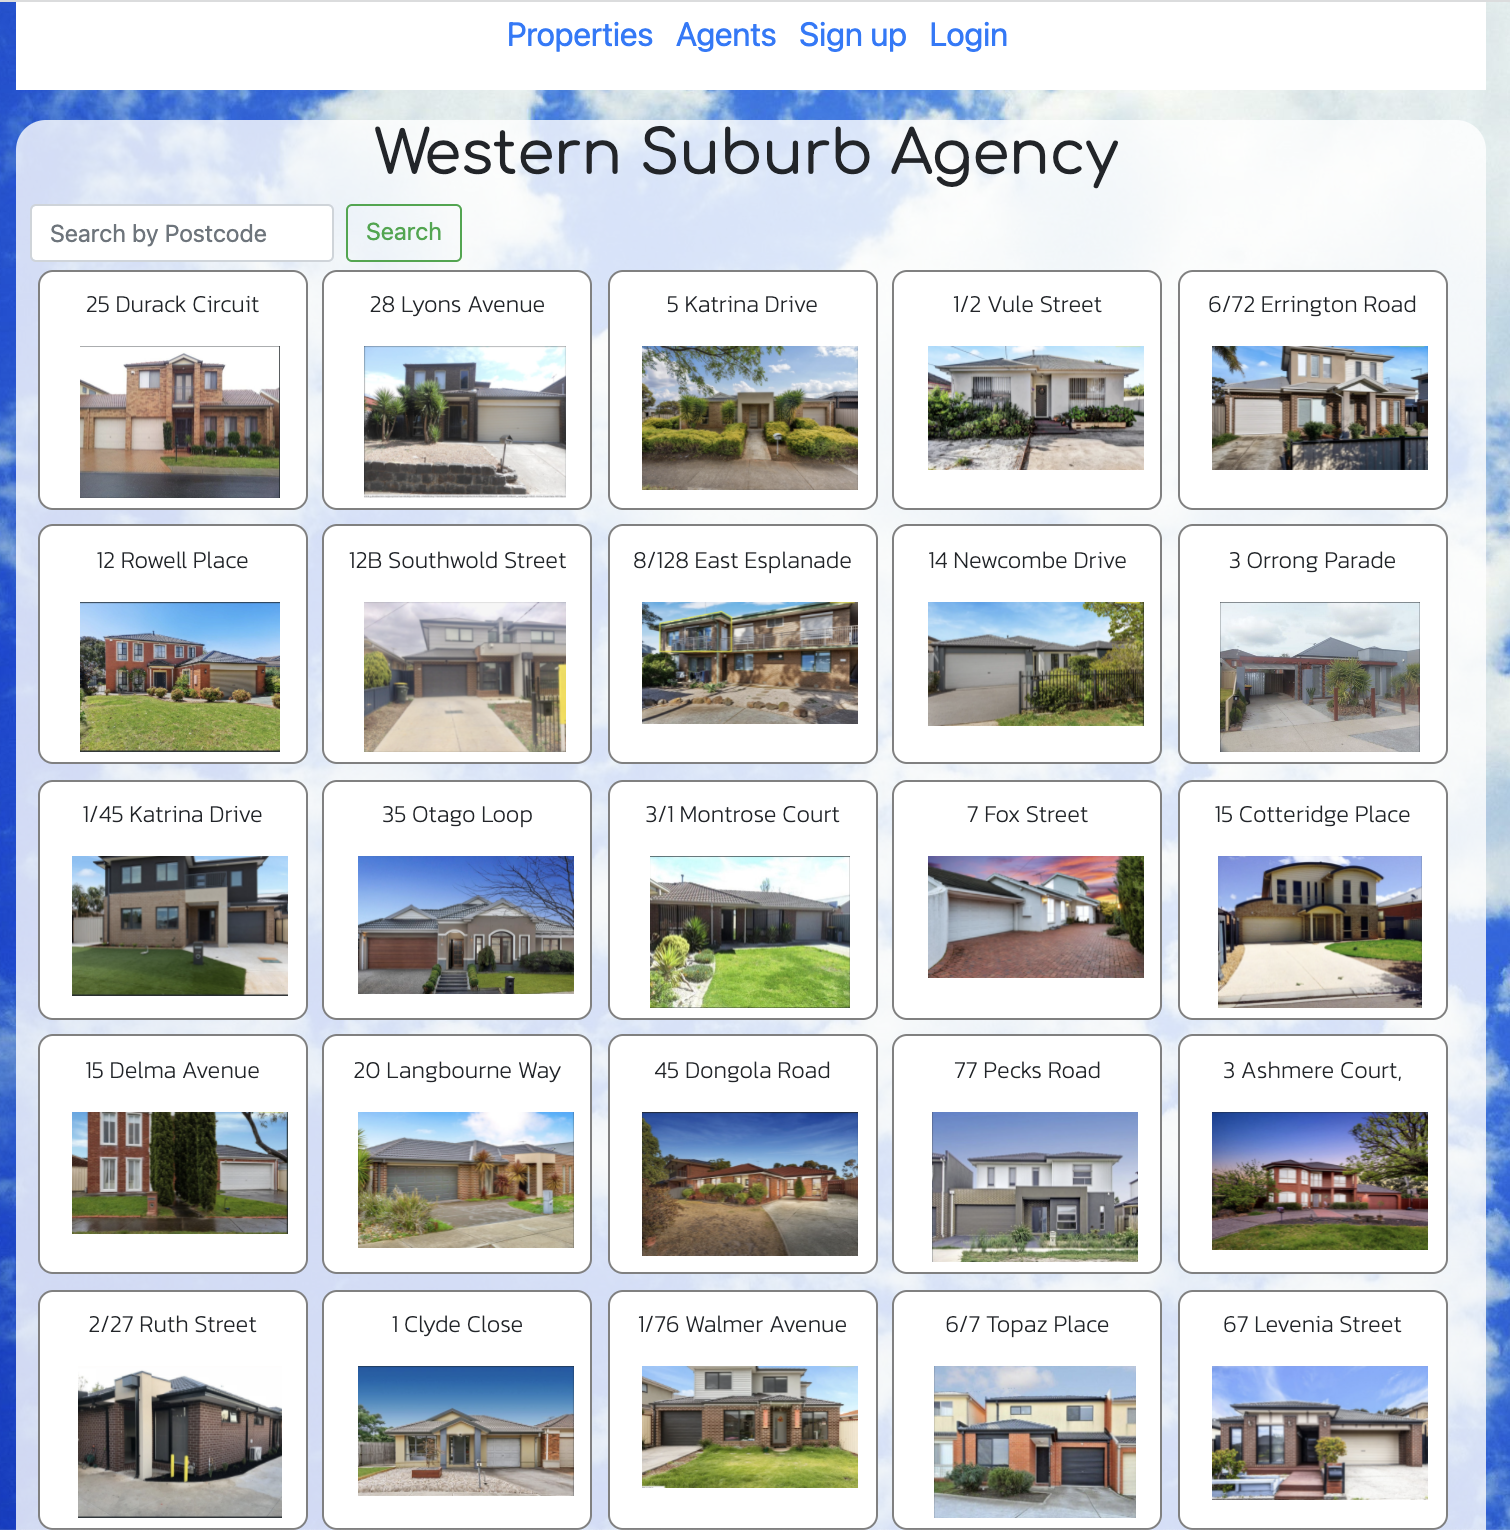 Properties Agents Sign up Login
Western Suburb Agency
Search by Postcode Search
25 Durack Circuit
28 Lyons Avenue
5 Katrina Drive
1/2 Vule Street
6/72 Errington Road
12 Rowell Place
12B Southwold Street
8/128 East Esplanade
14 Newcombe Drive
3 Orrong Parade
1/45 Katrina Drive
35 Otago Loop
3/1 Montrose Court
7 Fox Street
15 Cotteridge Place
15 Delma Avenue
20 Langbourne Way
45 Dongola Road
77 Pecks Road
3 Ashmere Court,
2/27 Ruth Street
1 Clyde Close
1/76 Walmer Avenue
6/7 Topaz Place
67 Levenia Street